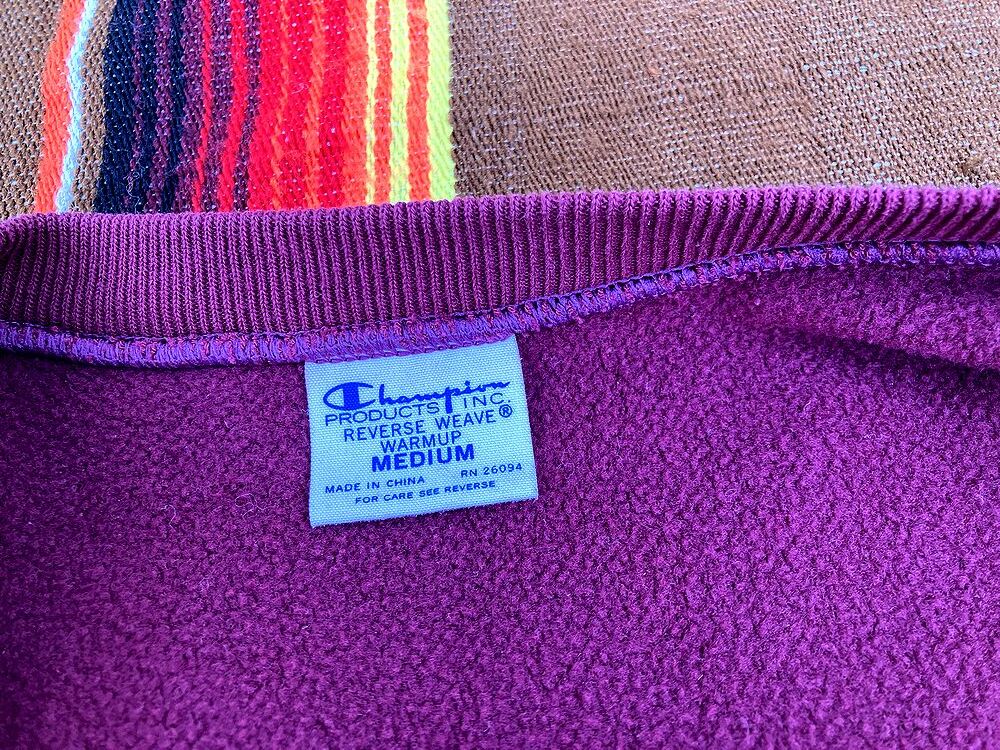 Champion
PRODUCTS INC.
REVERSE WEAVE®
WARMUP
MEDIUM
MADE IN CHINA RN 26094
FOR CARE SEE REVERSE